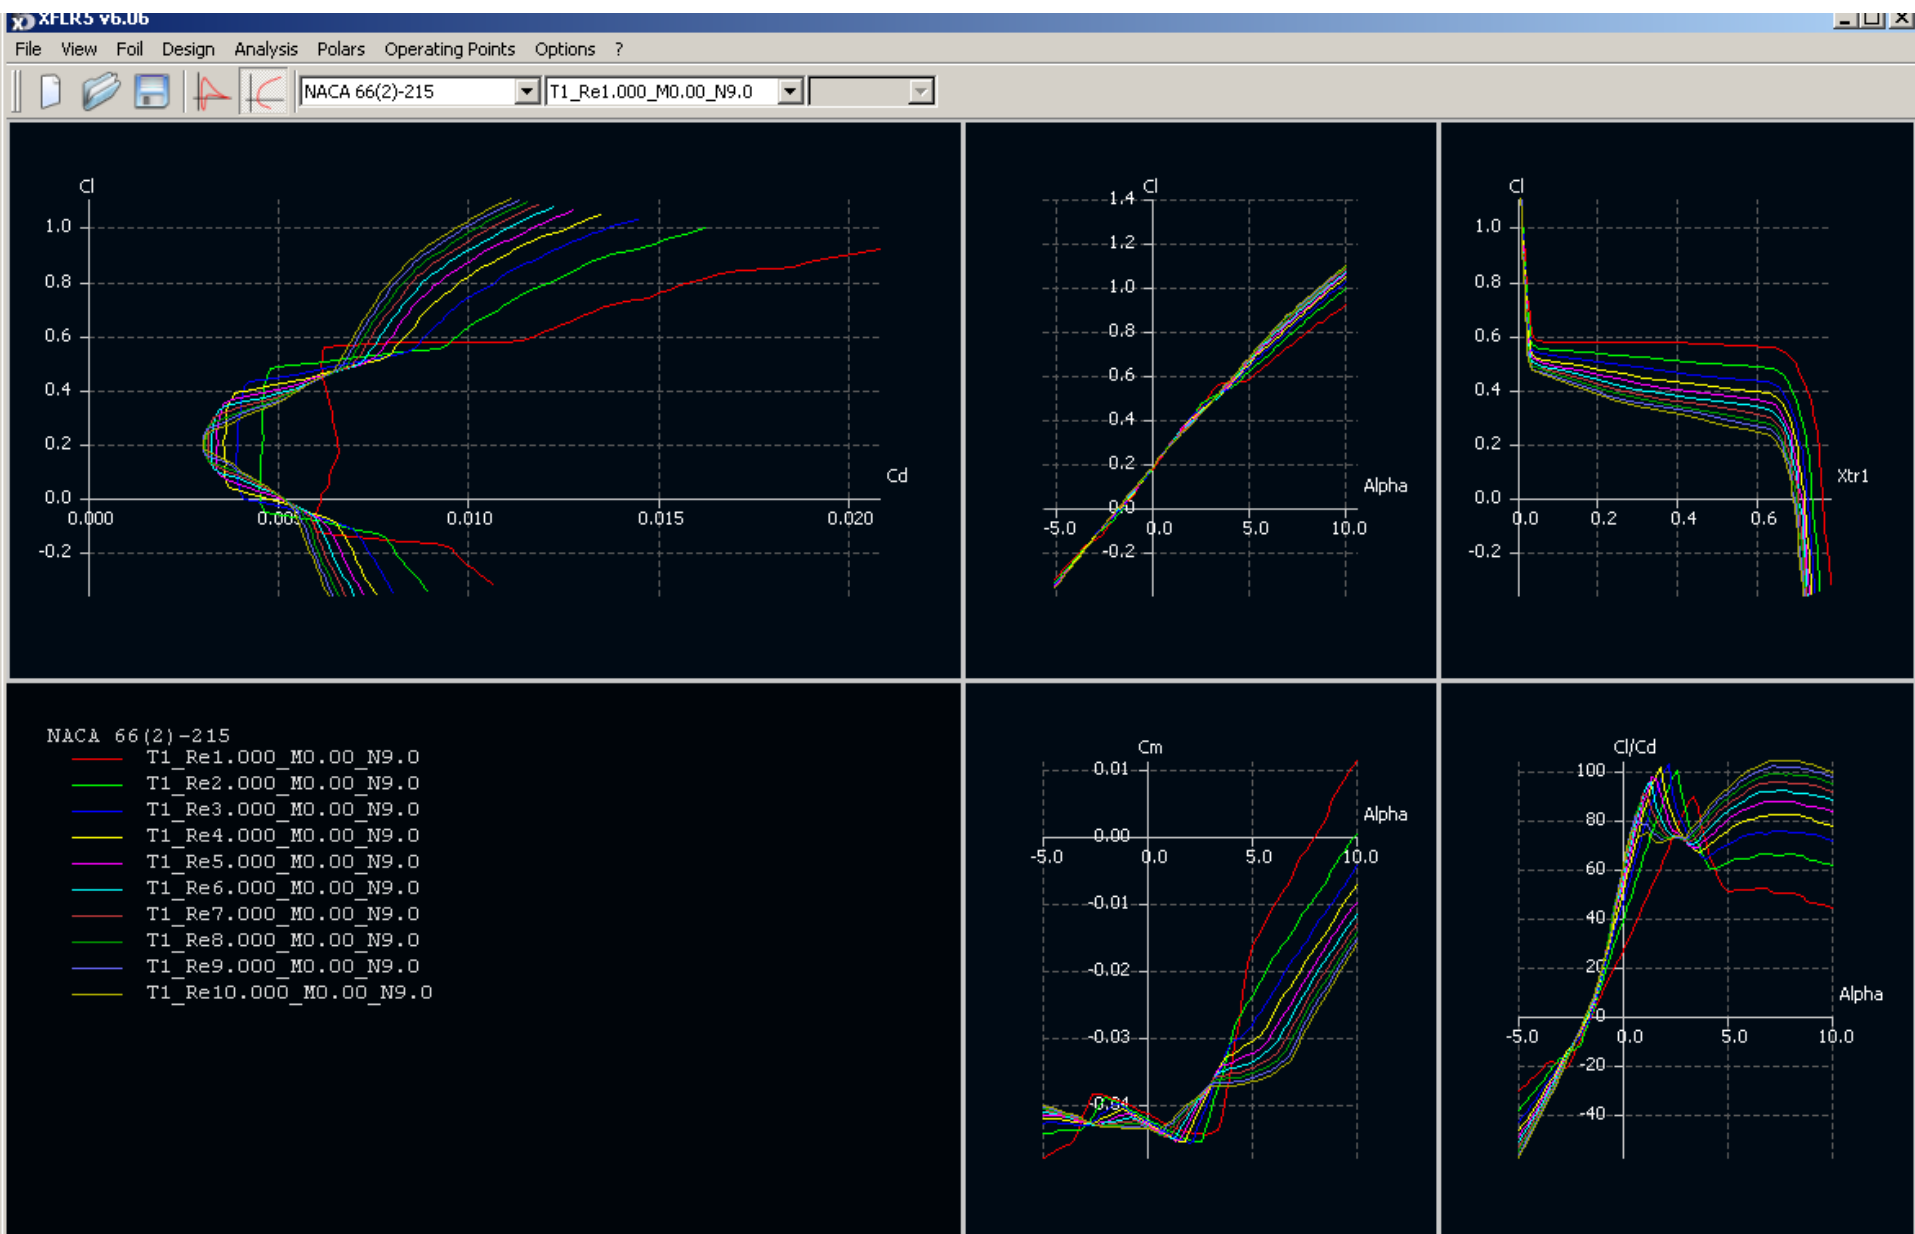 XFLR5 v6.06
File View Foil Design Analysis Polars Operating Points Options ?
NACA 66(2)-215 T1_Re1.000_M0.00_N9.0
Cl
1.0
0.8
0.6
0.4
0.2
0.0
-0.2
0.000 0.005 0.010 0.015 0.020
Cd
Cl
1.4
1.2
1.0
0.8
0.6
0.4
0.2
0.0
-0.2
-5.0 0.0 5.0 10.0
Alpha
Cl
1.0
0.8
0.6
0.4
0.2
0.0
-0.2
0.0 0.2 0.4 0.6
Xtr1
NACA 66(2)-215
T1_Re1.000_M0.00_N9.0
T1_Re2.000_M0.00_N9.0
T1_Re3.000_M0.00_N9.0
T1_Re4.000_M0.00_N9.0
T1_Re5.000_M0.00_N9.0
T1_Re6.000_M0.00_N9.0
T1_Re7.000_M0.00_N9.0
T1_Re8.000_M0.00_N9.0
T1_Re9.000_M0.00_N9.0
T1_Re10.000_M0.00_N9.0
Cm
0.01
0.00
-0.01
-0.02
-0.03
-0.04
-5.0 0.0 5.0 10.0
Alpha
Cl/Cd
100
80
60
40
20
0
-20
-40
-5.0 0.0 5.0 10.0
Alpha